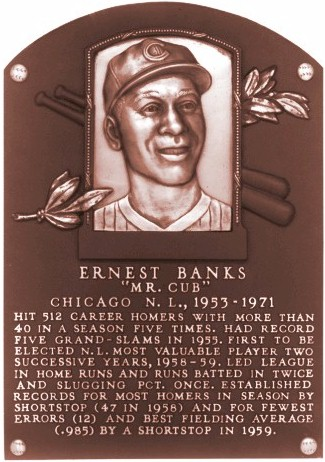 C
ERNEST BANKS
"MR. CUB"
CHICAGO N.L., 1953-1971
HIT 512 CAREER HOMERS WITH MORE THAN
40 IN A SEASON FIVE TIMES. HAD RECORD
FIVE GRAND-SLAMS IN 1955. FIRST TO BE
ELECTED N.L. MOST VALUABLE PLAYER TWO
SUCCESSIVE YEARS, 1958-59. LED LEAGUE
IN HOME RUNS AND RUNS BATTED IN TWICE
AND SLUGGING PCT. ONCE. ESTABLISHED
RECORDS FOR MOST HOMERS IN SEASON BY
SHORTSTOP (47 IN 1958) AND FOR FEWEST
ERRORS (12) AND BEST FIELDING AVERAGE
(.985) BY A SHORTSTOP IN 1959.